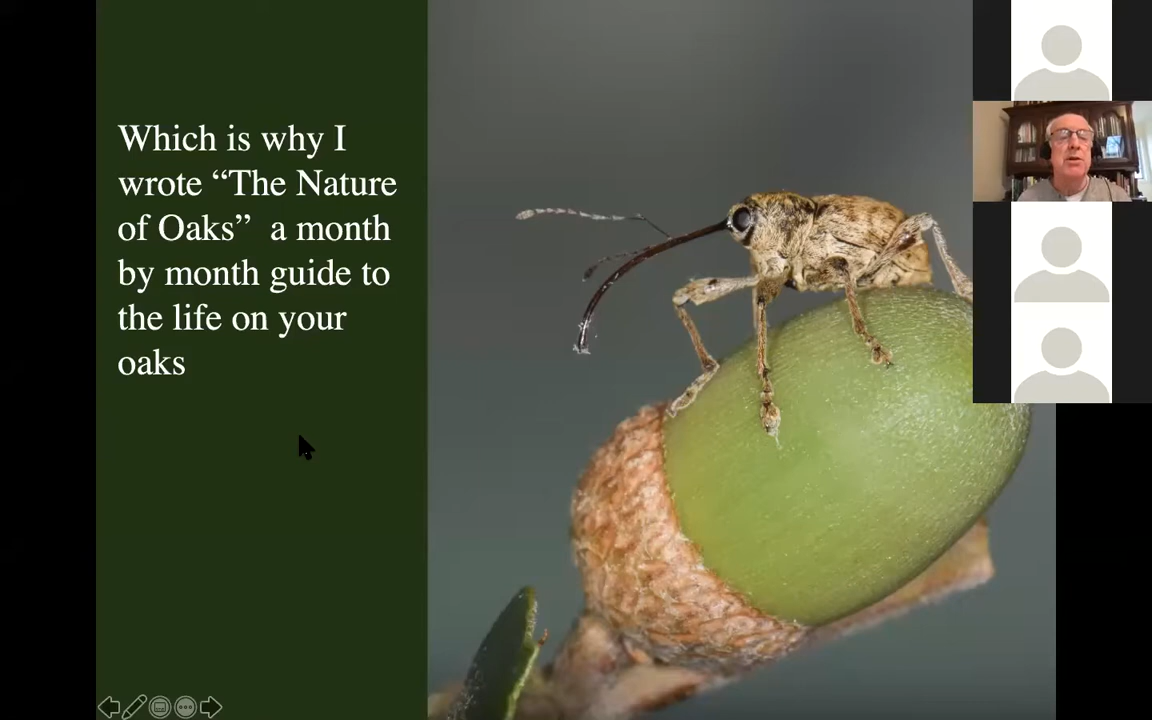 Which is why I
wrote “The Nature
of Oaks”  a month
by month guide to
the life on your
oaks